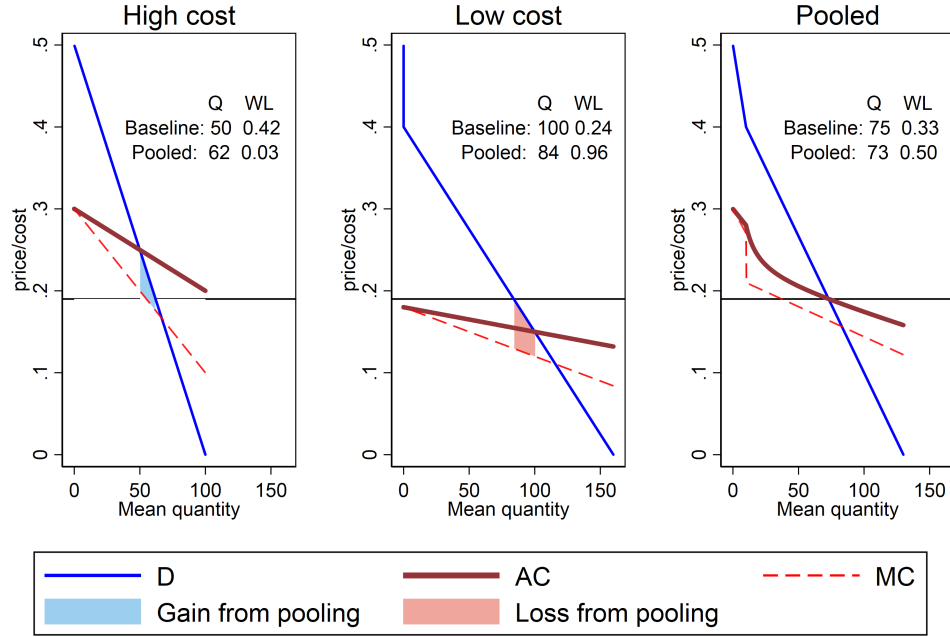 High cost
Low cost
Pooled
price/cost
0
.1
.2
.3
.4
.5
Q WL
Baseline: 50 0.42
Pooled: 62 0.03
0 50 100 150
Mean quantity
price/cost
0
.1
.2
.3
.4
.5
Q WL
Baseline: 100 0.24
Pooled: 84 0.96
0 50 100 150
Mean quantity
price/cost
0
.1
.2
.3
.4
.5
Q WL
Baseline: 75 0.33
Pooled: 73 0.50
0 50 100 150
Mean quantity
D AC MC
Gain from pooling Loss from pooling